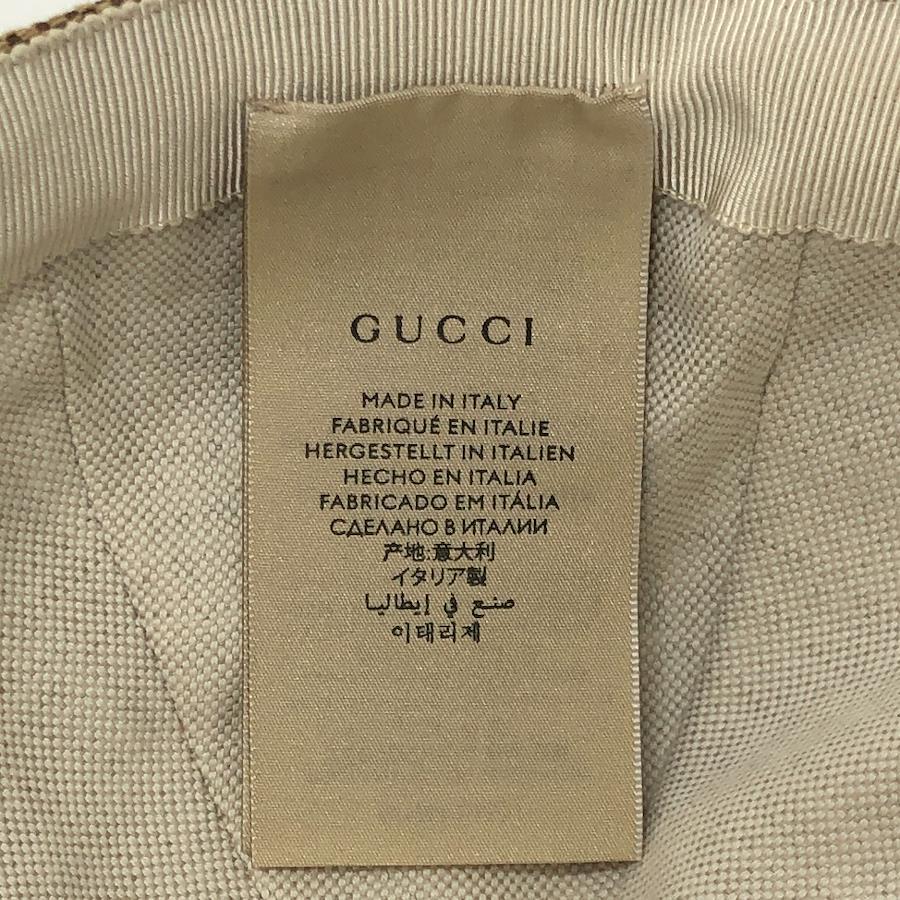 GUCCI
MADE IN ITALY
FABRIQUÉ EN ITALIE
HERGESTELLT IN ITALIEN
HECHO EN ITALIA
FABRICADO EM ITÁLIA
СДЕЛАНО В ИТАЛИИ
产地:意大利
イタリア製
صنع في إيطاليا
이태리제